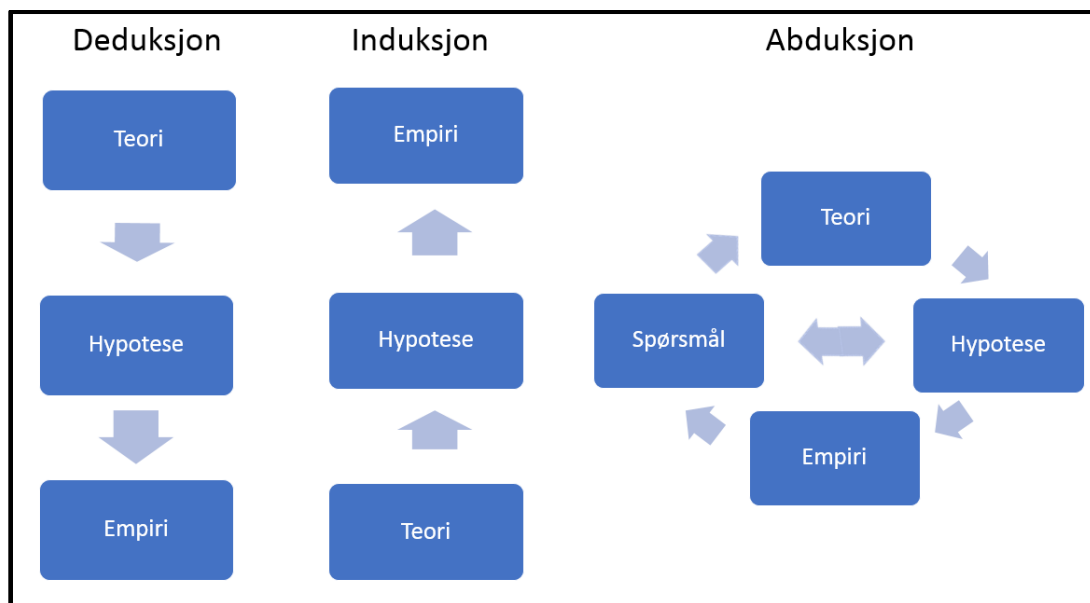 Deduksjon
Induksjon
Abduksjon
Teori
Hypotese
Empiri
Empiri
Hypotese
Teori
Teori
Spørsmål
Hypotese
Empiri